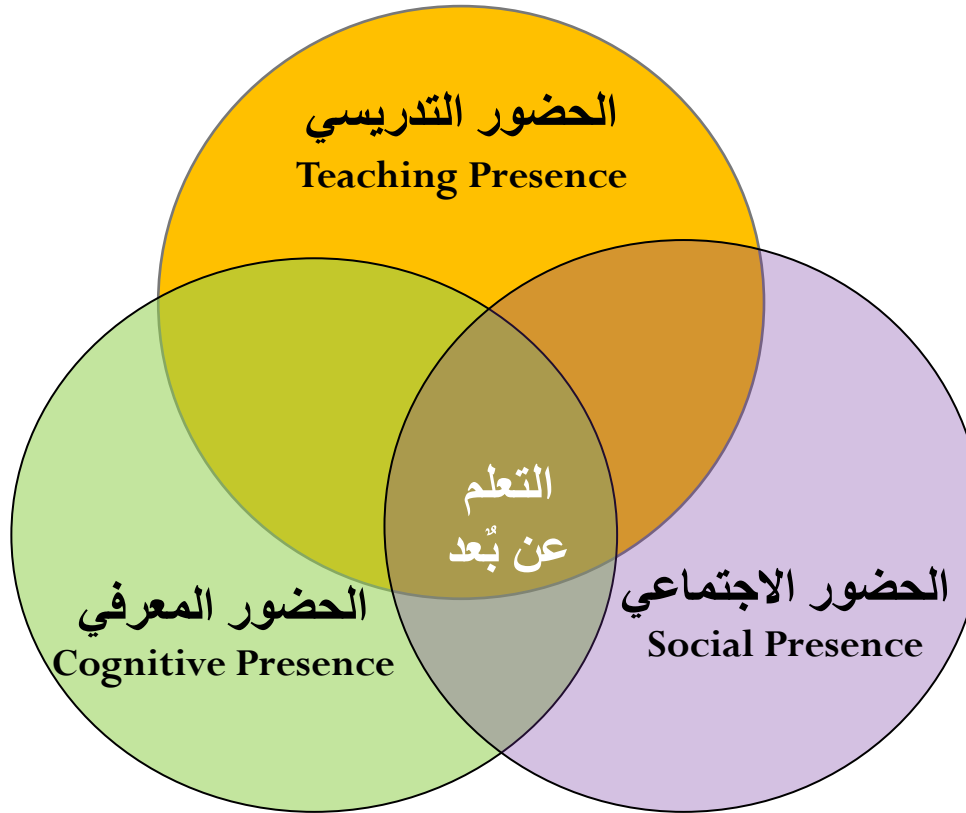 الحضور التدريسي
Teaching Presence
التعلم
عن بٌعد
الحضور المعرفي
Cognitive Presence
الحضور الاجتماعي
Social Presence